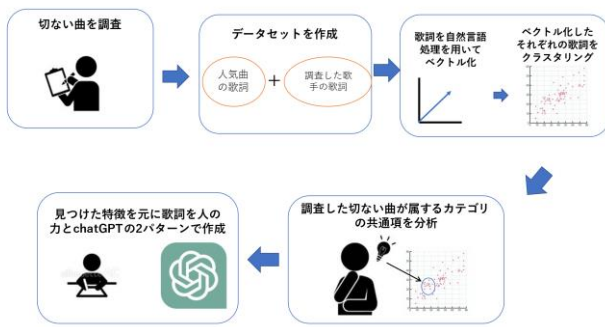 切ない曲を調査
データセットを作成
人気曲
の歌詞
+
調査した歌
手の歌詞
歌詞を自然言語
処理を用いて
ベクトル化
ベクトル化した
それぞれの歌詞を
クラスタリング
見つけた特徴を元に歌詞を人の
力とchatGPTの2パターンで作成
調査した切ない曲が属するカテゴリ
の共通項を分析